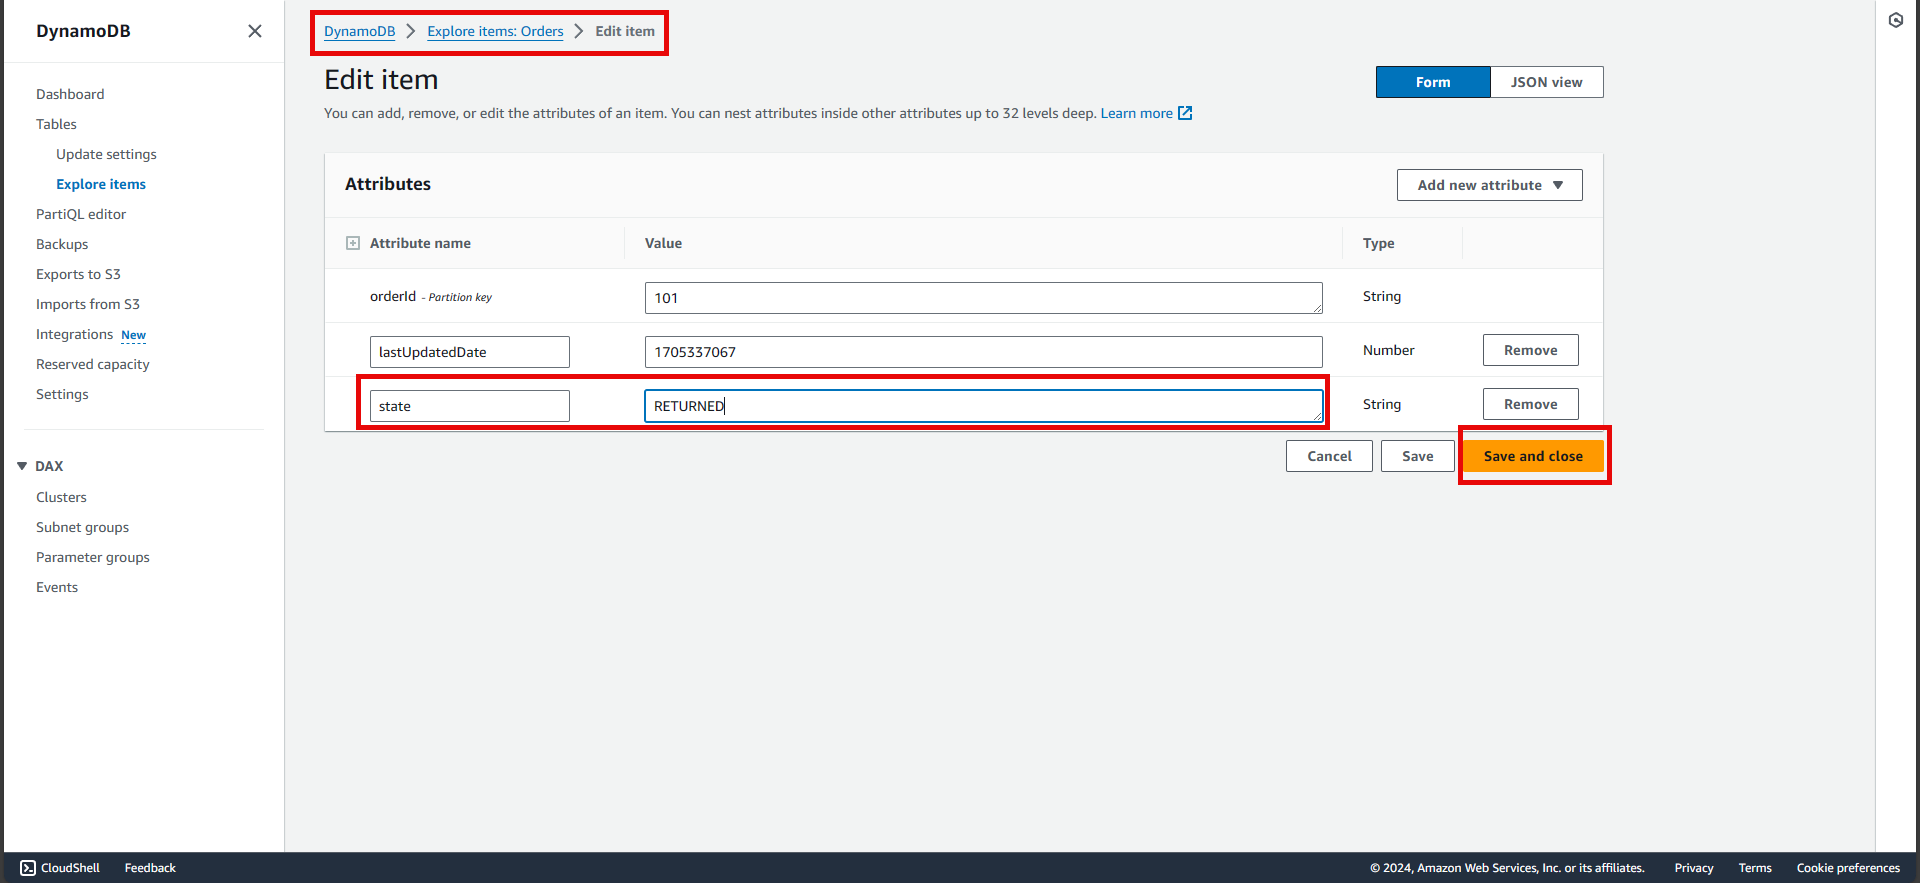 DynamoDB
Dashboard
Tables
Update settings
Explore items
PartiQL editor
Backups
Exports to S3
Imports from S3
Integrations New
Reserved capacity
Settings
DAX
Clusters
Subnet groups
Parameter groups
Events
DynamoDB > Explore items: Orders > Edit item
Edit item
Form JSON view
You can add, remove, or edit the attributes of an item. You can nest attributes inside other attributes up to 32 levels deep. Learn more
Attributes
Add new attribute
Attribute name Value Type
orderId - Partition key 101 String
lastUpdatedDate 1705337067 Number Remove
state RETURNED String Remove
Cancel Save Save and close
CloudShell Feedback © 2024, Amazon Web Services, Inc. or its affiliates. Privacy Terms Cookie preferences